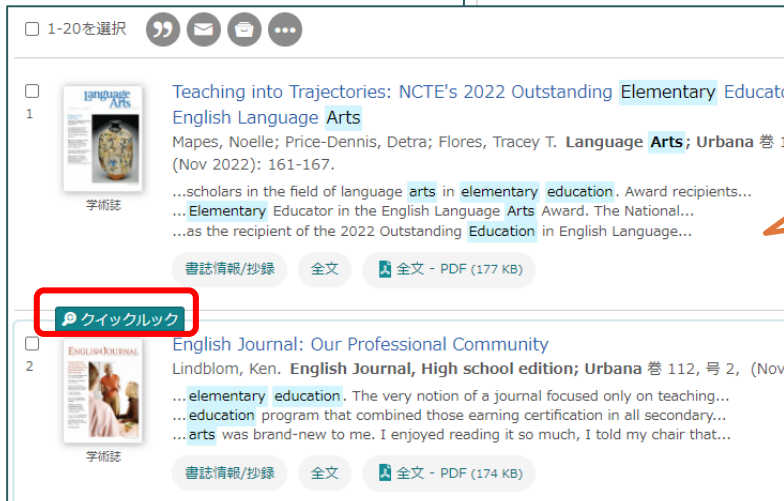 1-20を選択
1
Language Arts
学術誌
Teaching into Trajectories: NCTE's 2022 Outstanding Elementary Educato
English Language Arts
Mapes, Noelle; Price-Dennis, Detra; Flores, Tracey T. Language Arts; Urbana 巻 1
(Nov 2022): 161-167.
...scholars in the field of language arts in elementary education. Award recipients...
...Elementary Educator in the English Language Arts Award. The National...
...as the recipient of the 2022 Outstanding Education in English Language...
書誌情報/抄録 全文 全文 - PDF (177 KB)
クイックルック
2
ENGLISH JOURNAL
学術誌
English Journal: Our Professional Community
Lindblom, Ken. English Journal, High school edition; Urbana 巻 112, 号 2, (Nov
...elementary education. The very notion of a journal focused only on teaching...
...education program that combined those earning certification in all secondary...
...arts was brand-new to me. I enjoyed reading it so much, I told my chair that...
書誌情報/抄録 全文 全文 - PDF (174 KB)